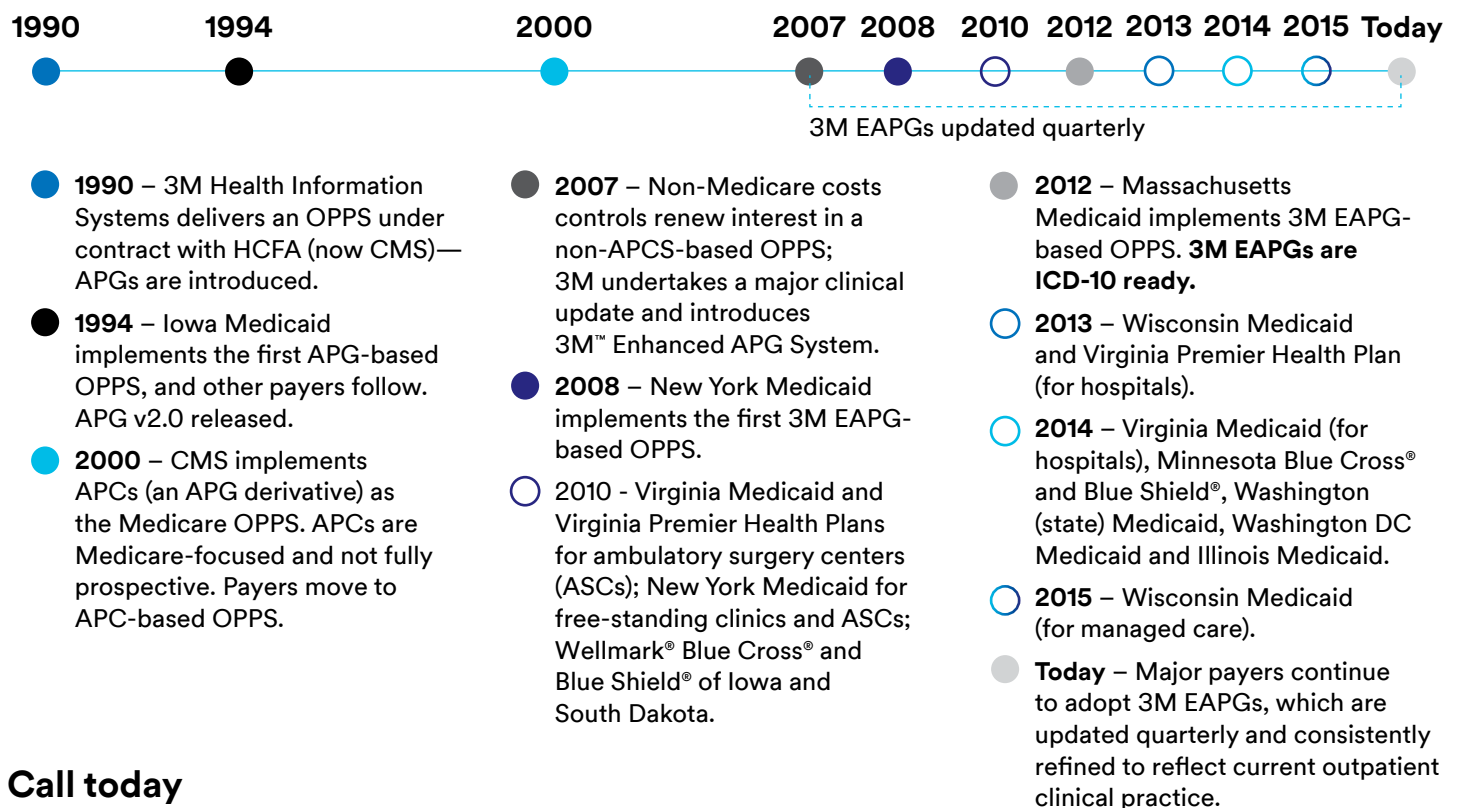 1990 1994 2000 2007 2008 2010 2012 2013 2014 2015 Today
3M EAPGs updated quarterly
1990 – 3M Health Information
Systems delivers an OPPS under
contract with HCFA (now CMS)—
APGs are introduced.
1994 – Iowa Medicaid
implements the first APG-based
OPPS, and other payers follow.
APG v2.0 released.
2000 – CMS implements
APCs (an APG derivative) as
the Medicare OPPS. APCs are
Medicare-focused and not fully
prospective. Payers move to
APC-based OPPS.
2007 – Non-Medicare costs
controls renew interest in a
non-APCS-based OPPS;
3M undertakes a major clinical
update and introduces
3M™ Enhanced APG System.
2008 – New York Medicaid
implements the first 3M EAPG-
based OPPS.
2010 - Virginia Medicaid and
Virginia Premier Health Plans
for ambulatory surgery centers
(ASCs); New York Medicaid for
free-standing clinics and ASCs;
Wellmark® Blue Cross® and
Blue Shield® of Iowa and
South Dakota.
2012 – Massachusetts
Medicaid implements 3M EAPG-
based OPPS. 3M EAPGs are
ICD-10 ready.
2013 – Wisconsin Medicaid
and Virginia Premier Health Plan
(for hospitals).
2014 – Virginia Medicaid (for
hospitals), Minnesota Blue Cross®
and Blue Shield®, Washington
(state) Medicaid, Washington DC
Medicaid and Illinois Medicaid.
2015 – Wisconsin Medicaid
(for managed care).
Today – Major payers continue
to adopt 3M EAPGs, which are
updated quarterly and consistently
refined to reflect current outpatient
clinical practice.
Call today